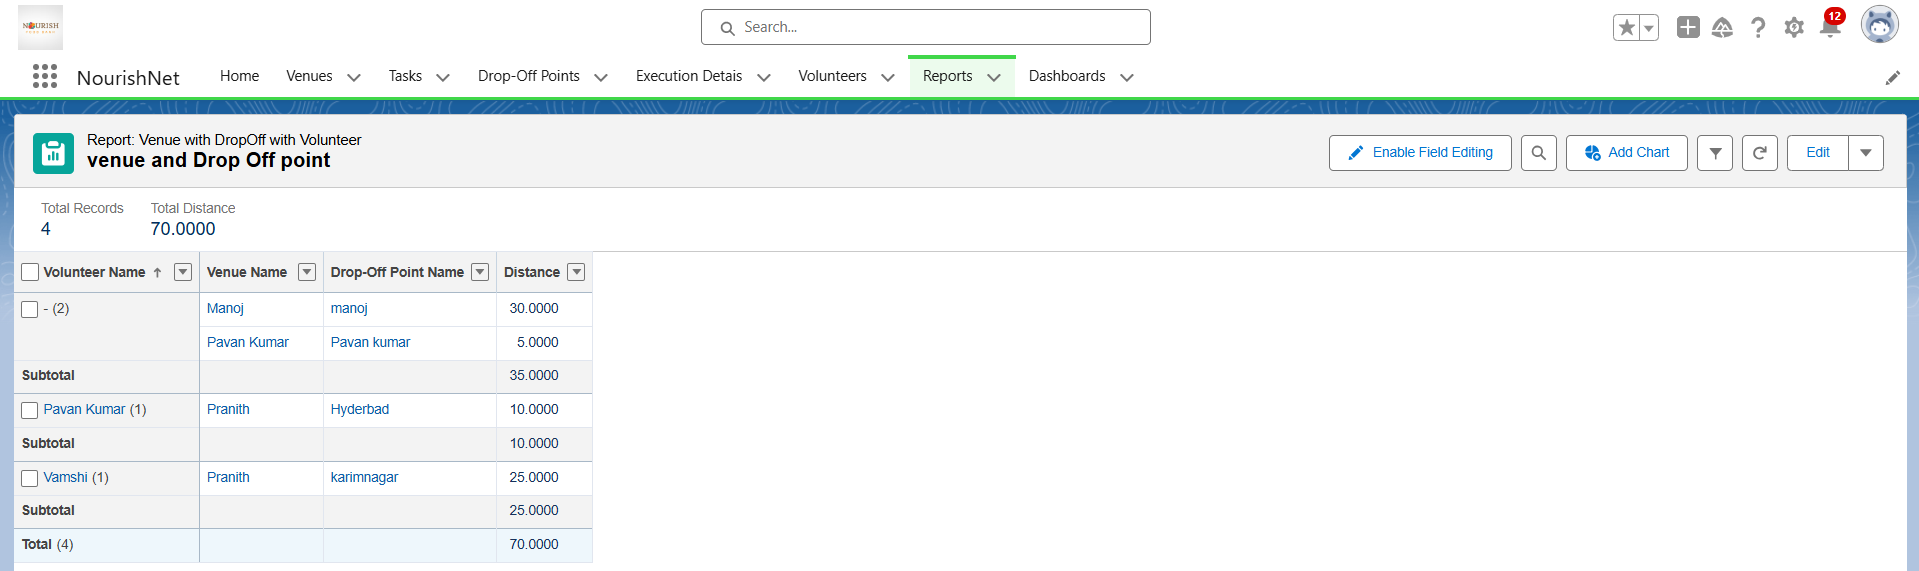 NOURISH
FOOD BANK
Search...
12
NourishNet
Home
Venues
Tasks
Drop-Off Points
Execution Detais
Volunteers
Reports
Dashboards
Report: Venue with DropOff with Volunteer
venue and Drop Off point
Enable Field Editing
Add Chart
Edit
Total Records
4
Total Distance
70.0000
Volunteer Name ↑ Venue Name Drop-Off Point Name Distance
- (2) Manoj manoj 30.0000
Pavan Kumar Pavan kumar 5.0000
Subtotal 35.0000
Pavan Kumar (1) Pranith Hyderbad 10.0000
Subtotal 10.0000
Vamshi (1) Pranith karimnagar 25.0000
Subtotal 25.0000
Total (4) 70.0000